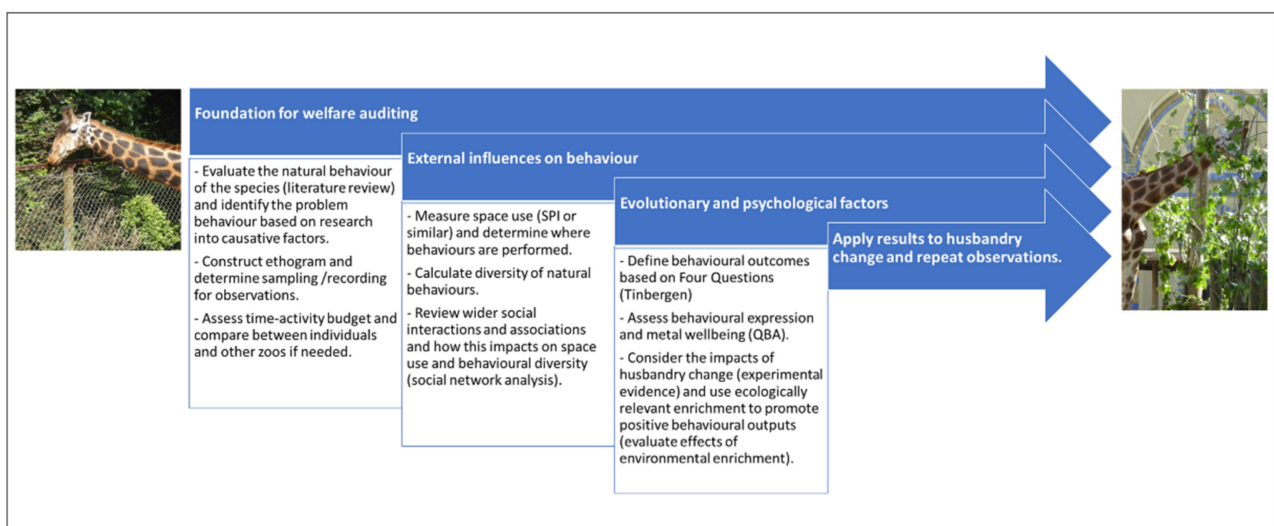 Foundation for welfare auditing
- Evaluate the natural behaviour
of the species (literature review)
and identify the problem
behaviour based on research
into causative factors.
- Construct ethogram and
determine sampling /recording
for observations.
- Assess time-activity budget and
compare between individuals
and other zoos if needed.
External influences on behaviour
- Measure space use (SPI or
similar) and determine where
behaviours are performed.
- Calculate diversity of natural
behaviours.
- Review wider social
interactions and associations
and how this impacts on space
use and behavioural diversity
(social network analysis).
Evolutionary and psychological factors
- Define behavioural outcomes
based on Four Questions
(Tinbergen)
- Assess behavioural expression
and metal wellbeing (QBA).
- Consider the impacts of
husbandry change (experimental
evidence) and use ecologically
relevant enrichment to promote
positive behavioural outputs
(evaluate effects of
environmental enrichment).
Apply results to husbandry
change and repeat observations.